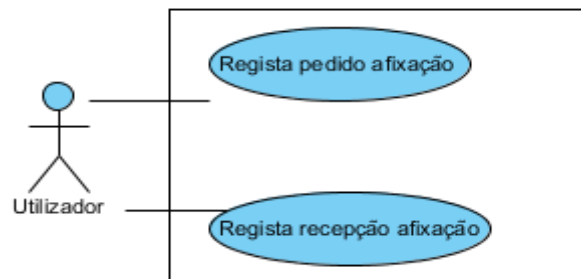 Regista pedido afixação
Utilizador
Regista recepção afixação